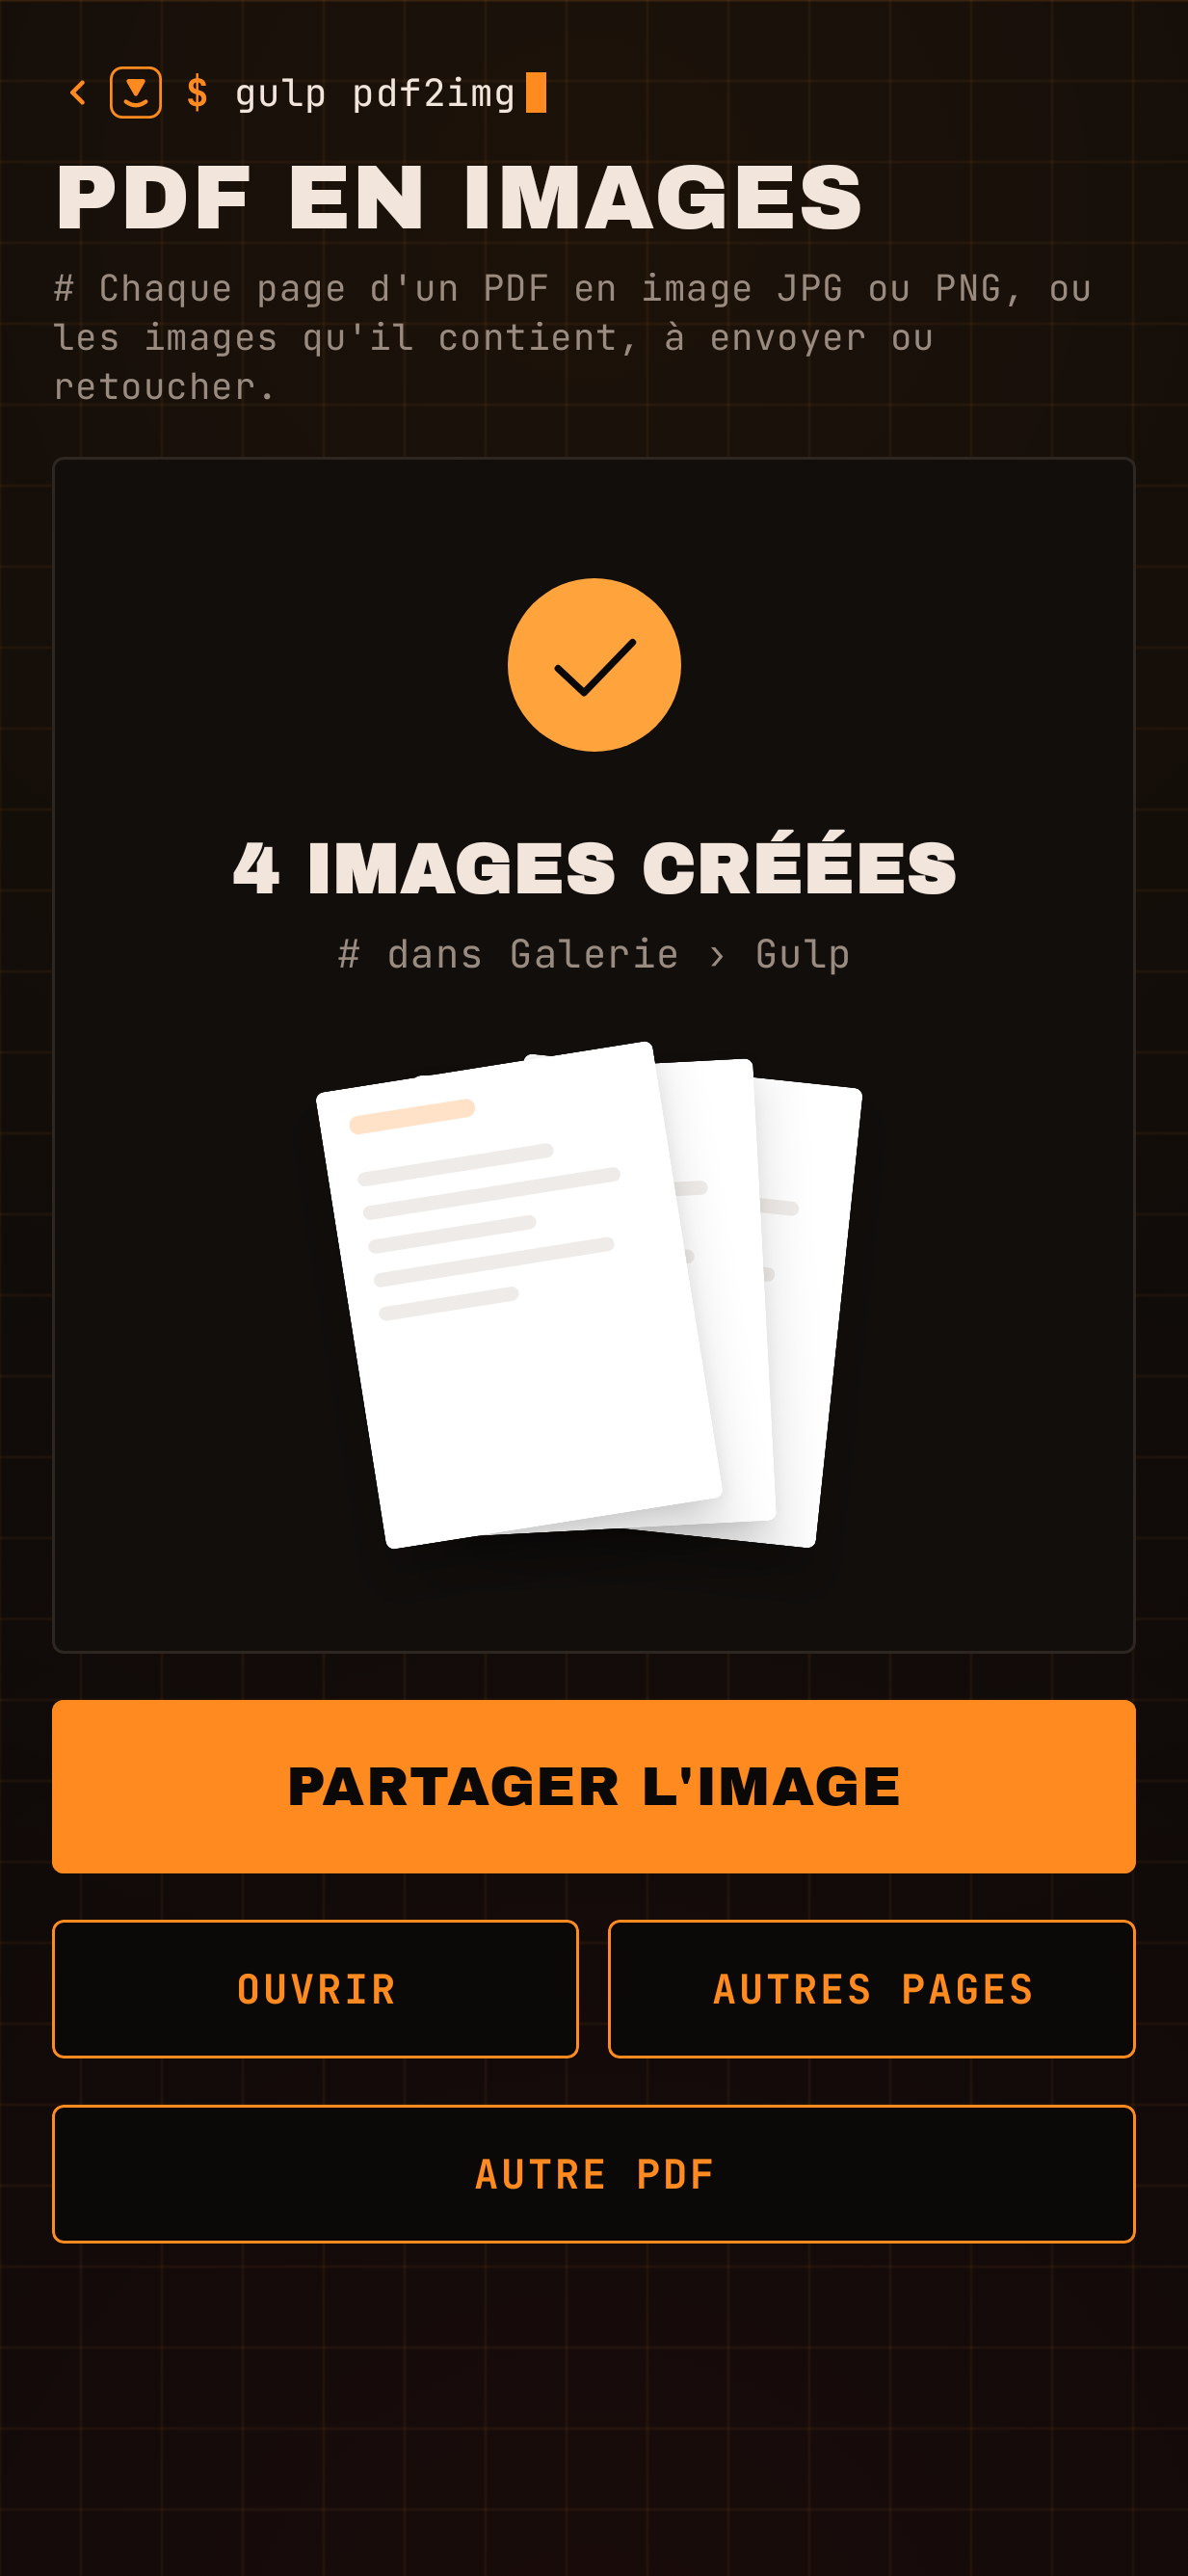 $ gulp pdf2img
PDF EN IMAGES
# Chaque page d'un PDF en image JPG ou PNG, ou
les images qu'il contient, à envoyer ou
retoucher.
4 IMAGES CRÉÉES
# dans Galerie › Gulp
PARTAGER L'IMAGE
OUVRIR
AUTRES PAGES
AUTRE PDF